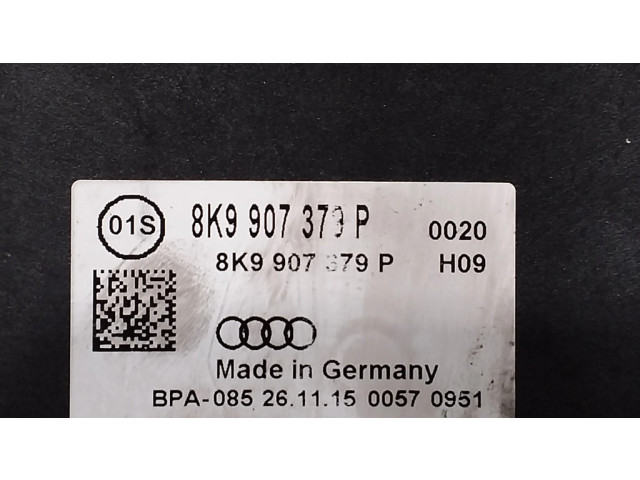 01S 8K9 907 379 P 0020
8K9 907 379 P H09
Made in Germany
BPA-085 26.11.15 0057 0951